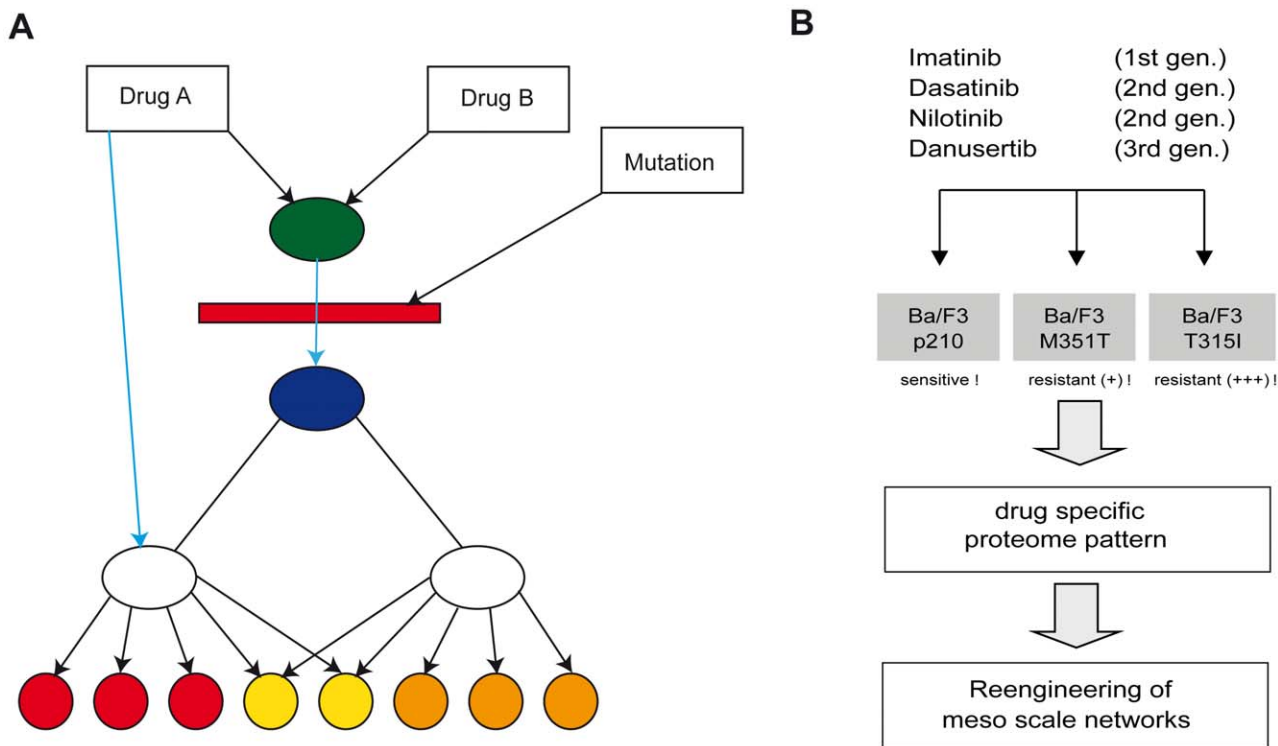 A
Drug A
Drug B
Mutation
B
Imatinib (1st gen.)
Dasatinib (2nd gen.)
Nilotinib (2nd gen.)
Danusertib (3rd gen.)
Ba/F3
p210
Ba/F3
M351T
Ba/F3
T315I
sensitive !
resistant (+) !
resistant (+++) !
drug specific
proteome pattern
Reengineering of
meso scale networks